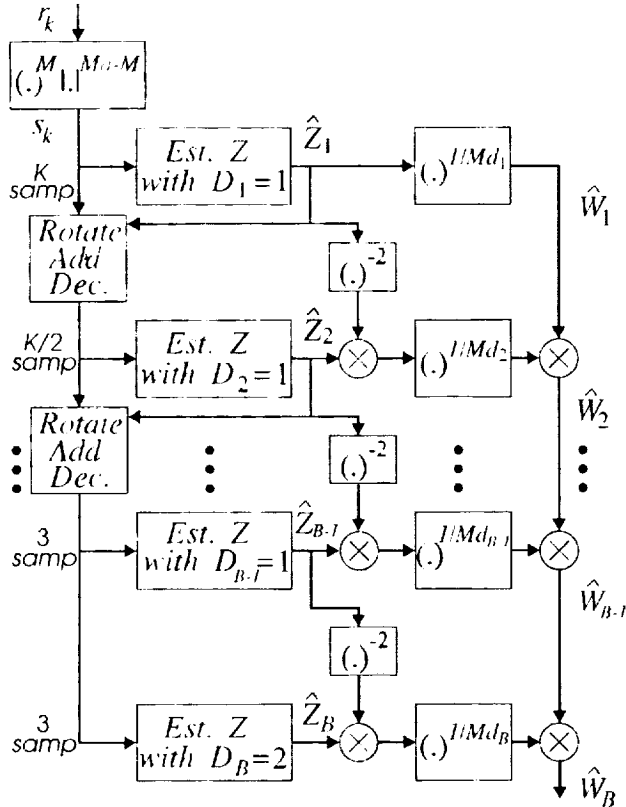 r_k
(.)^M |.|^{Mα-M}
s_k
K
samp
Est. Z
with D_1=1
Ẑ_1
(.)^{1/Md_1}
Ŵ_1
Rotate
Add
Dec.
(.)^{-2}
K/2
samp
Est. Z
with D_2=1
Ẑ_2
(.)^{1/Md_2}
Ŵ_2
Rotate
Add
Dec.
(.)^{-2}
3
samp
Est. Z
with D_{B-1}=1
Ẑ_{B-1}
(.)^{1/Md_{B-1}}
Ŵ_{B-1}
(.)^{-2}
3
samp
Est. Z
with D_B=2
Ẑ_B
(.)^{1/Md_B}
Ŵ_B